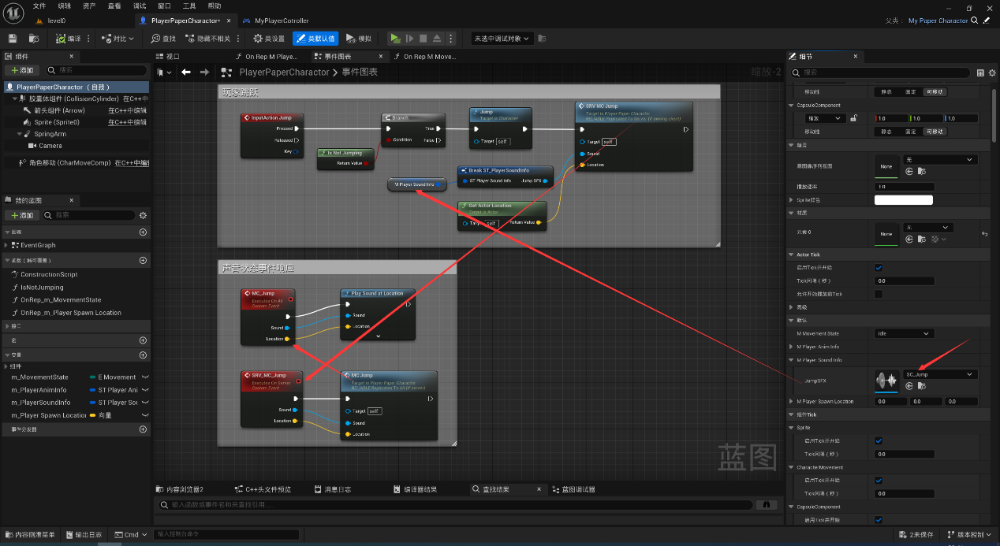 文件 编辑 资产 查看 调试 窗口 工具 帮助
level0 PlayerPaperCharactor* MyPlayerCotroller
父类： My Paper Charactor
编译 对比 查找 隐藏不相关 类设置 类默认值 模拟 未选中调试对象
组件
添加 搜索
PlayerPaperCharactor （自我）
胶囊体组件 (CollisionCylinder) 在C++中
箭头组件 (Arrow) 在C++中编辑
Sprite (Sprite0) 在C++中编辑
SpringArm
Camera
角色移动 (CharMoveComp) 在C++中编辑
我的蓝图
添加 搜索
图表
EventGraph
函数 (36可覆盖)
ConstructionScript
IsNotJumping
OnRep_m_MovementState
OnRep_m_Player Spawn Location
接口
宏
变量
组件
m_MovementState E Movement
m_PlayerAnimInfo ST Player Ani
m_PlayerSoundInfo ST Player Sou
m_Player Spawn Location 向量
事件分发器
视口 On Rep M Playe... 事件图表 On Rep M Move...
PlayerPaperCharactor 事件图表 缩放-2
玩家跳跃
InputAction Jump
Pressed
Released
Key
Branch
True
Condition False
Is Not Jumping
Return Value
Jump
Target is Character
Target self
SRV MC Jump
Target is Player Paper Charactor
RELIABLE Replicated To Server (if owning client)
Target self
Sound
Location
M Player Sound Info
Break ST_PlayerSoundInfo
ST Player Sound Info Jump SFX
Get Actor Location
Target is Actor
Target self Return Value
声音状态事件响应
MC_Jump
Executes On All
Custom Event
Sound
Location
Play Sound at Location
Sound
Location
SRV_MC_Jump
Executes On Server
Custom Event
Sound
Location
MC Jump
Target is Player Paper Charactor
RELIABLE Replicated To All (if server)
Target self
Sound
Location
蓝图
内容浏览器2 C++头文件预览 消息日志 编译器结果 查找结果 蓝图调试器
输入函数或事件名称来查找引用....
细节
搜索
移动性 静态 固定 可移动
CapsuleComponent
缩放 1.0 1.0 1.0
移动性 静态 固定 可移动
精灵
源图像序列视图 None 无
播放速率 1.0
Sprite颜色
材质
元素 0 None 无
Actor Tick
启用Tick并开始
Tick间隔（秒） 0.0
允许开始播放前Tick
高级
默认
M Movement State Idle
M Player Anim Info
M Player Sound Info
JumpSFX SC_Jump
M Player Spawn Location 0.0 0.0 0.0
组件Tick
Sprite
启用Tick并开始
Tick间隔（秒） 0.0
CharacterMovement
启用Tick并开始
Tick间隔（秒） 0.0
CapsuleComponent
启用Tick并开始
内容侧滑菜单 输出日志 Cmd 输入控制台命令 2未保存 版本控制